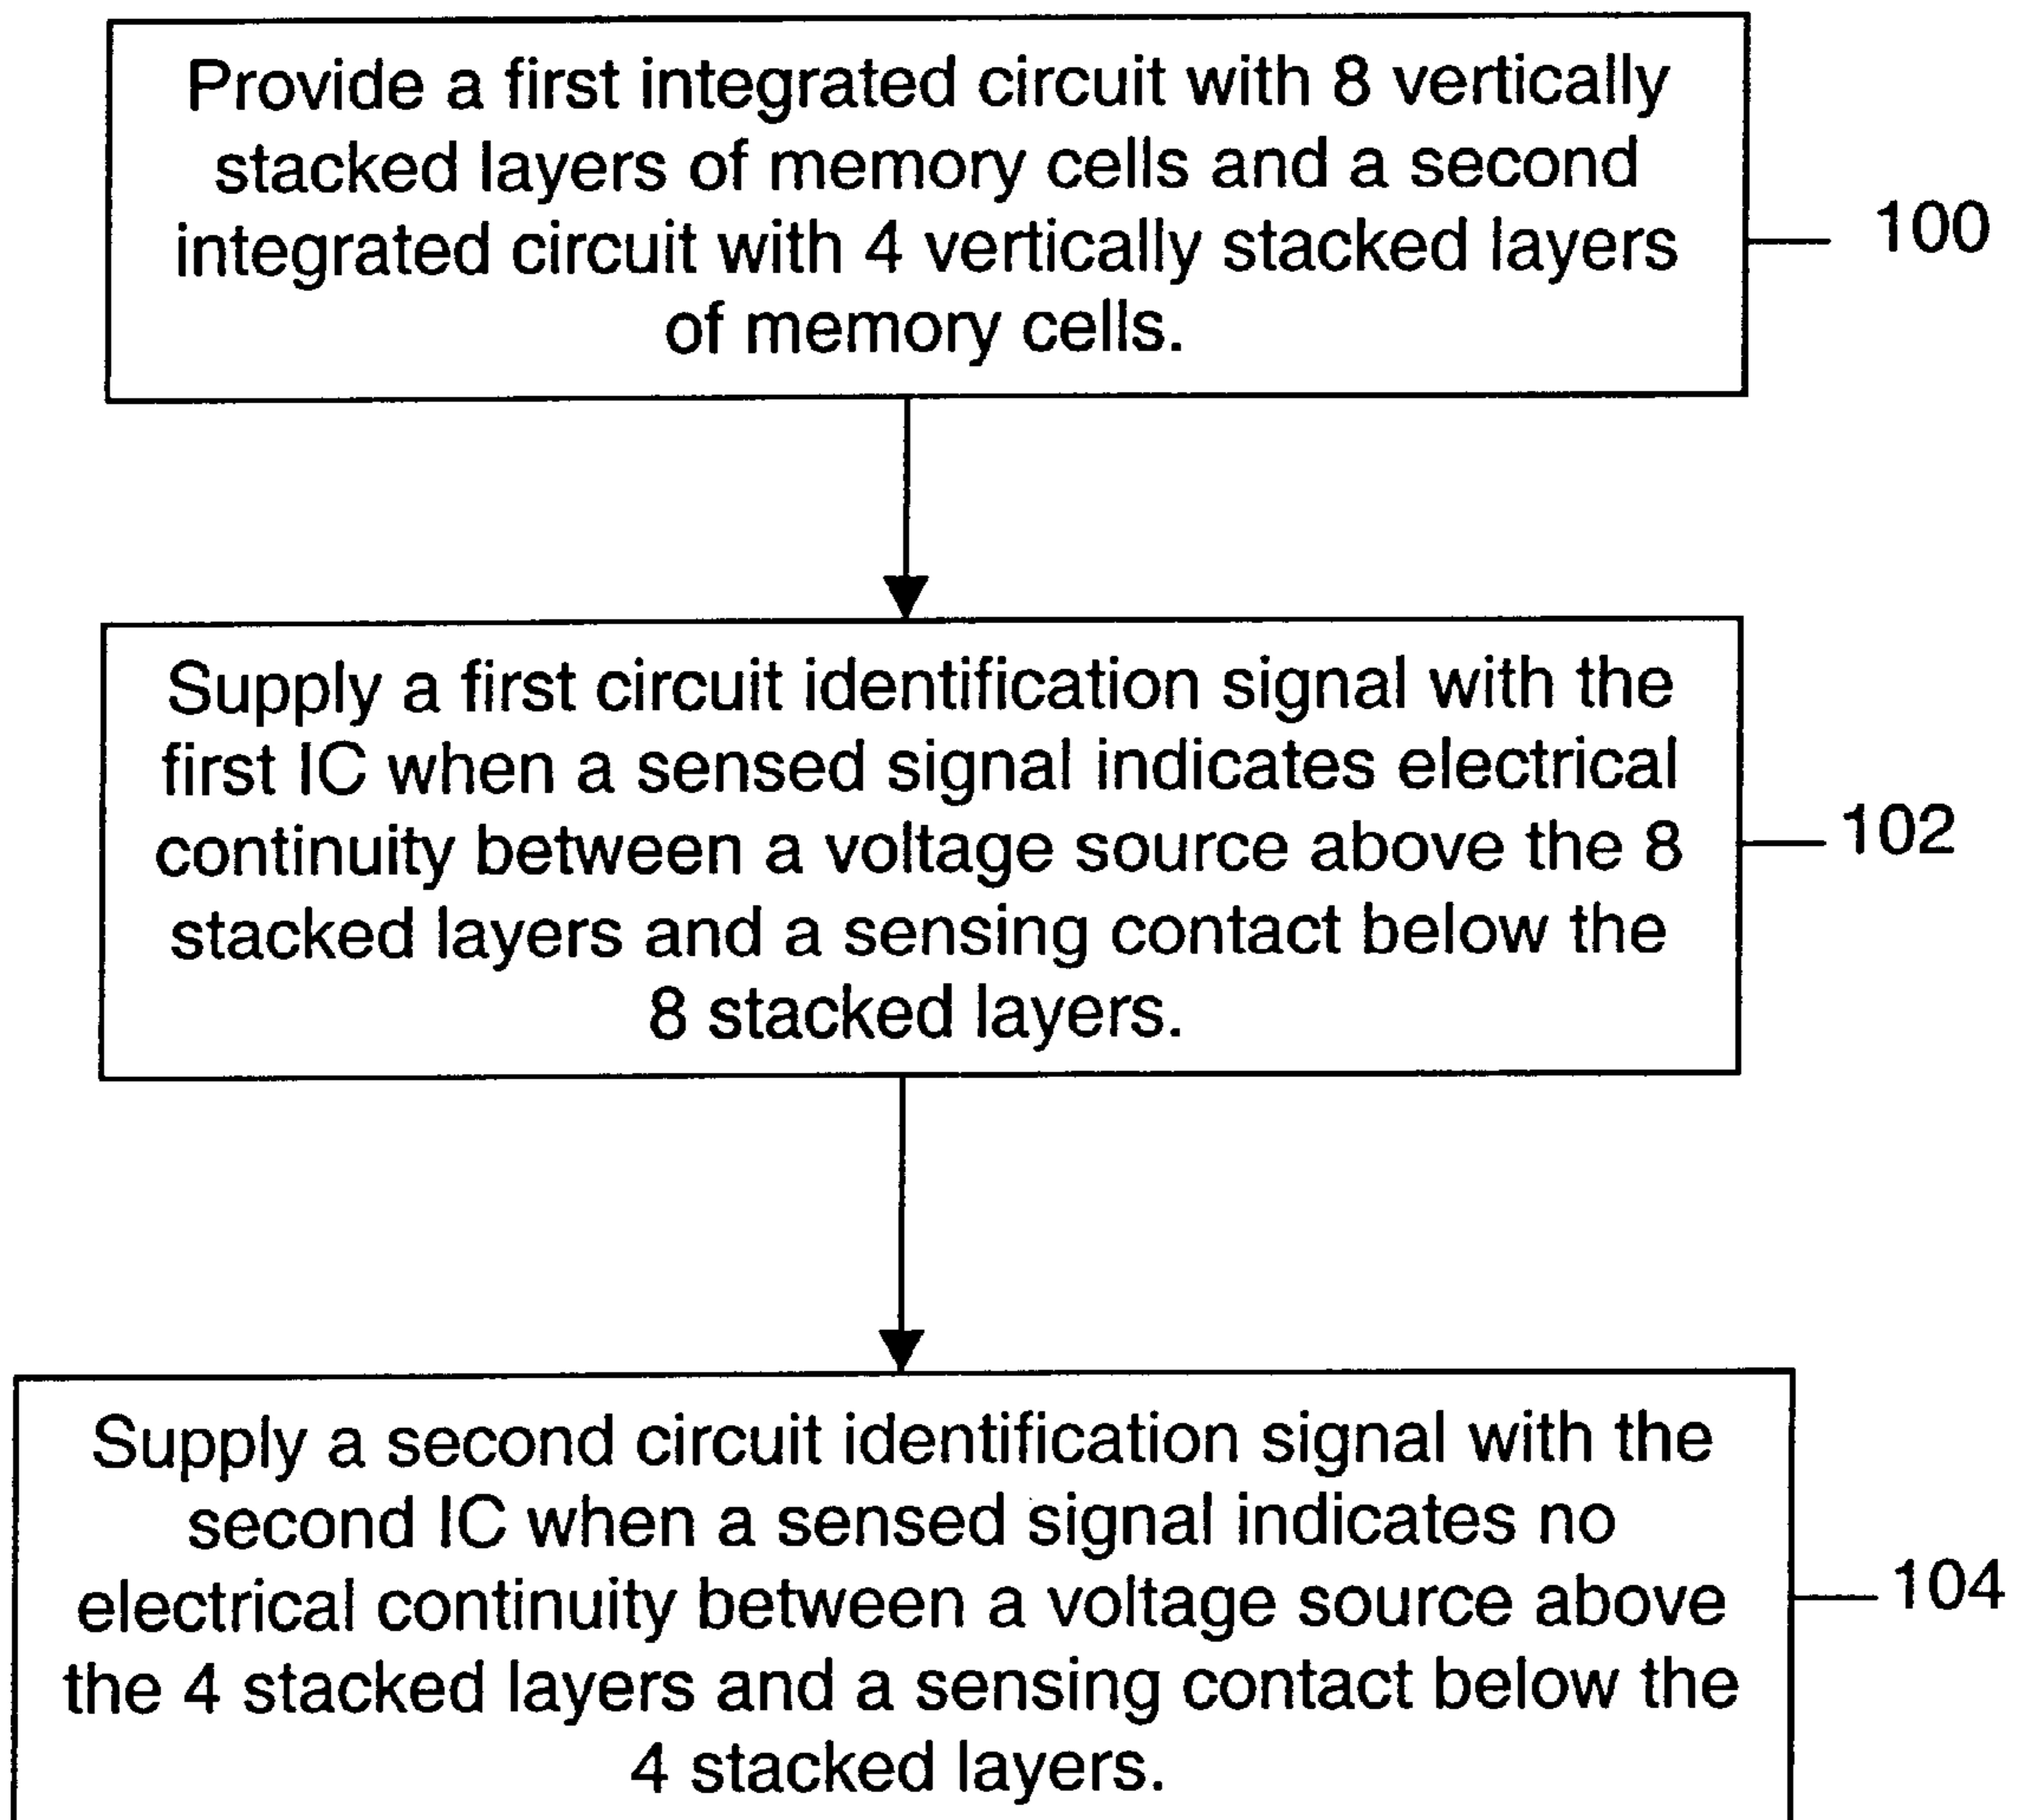 Provide a first integrated circuit with 8 vertically
stacked layers of memory cells and a second
integrated circuit with 4 vertically stacked layers
of memory cells.
100
Supply a first circuit identification signal with the
first IC when a sensed signal indicates electrical
continuity between a voltage source above the 8
stacked layers and a sensing contact below the
8 stacked layers.
102
Supply a second circuit identification signal with the
second IC when a sensed signal indicates no
electrical continuity between a voltage source above
the 4 stacked layers and a sensing contact below the
4 stacked layers.
104